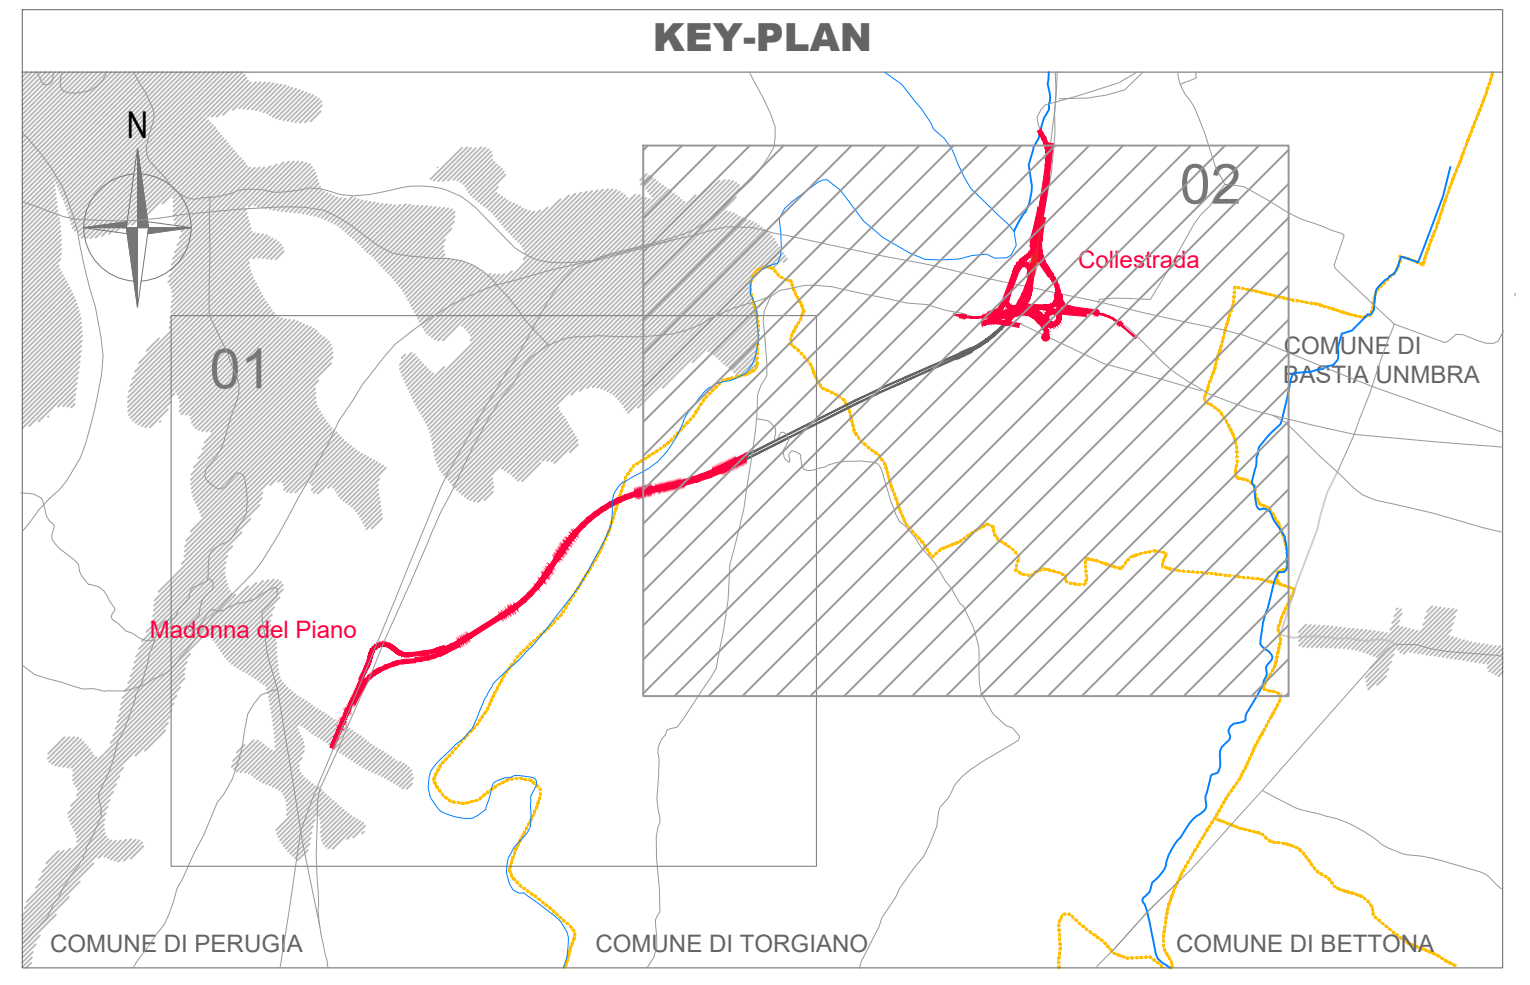 KEY-PLAN
N
02
Collestrada
01
COMUNE DI
BASTIA UNMBRA
Madonna del Piano
COMUNE DI PERUGIA
COMUNE DI TORGIANO
COMUNE DI BETTONA